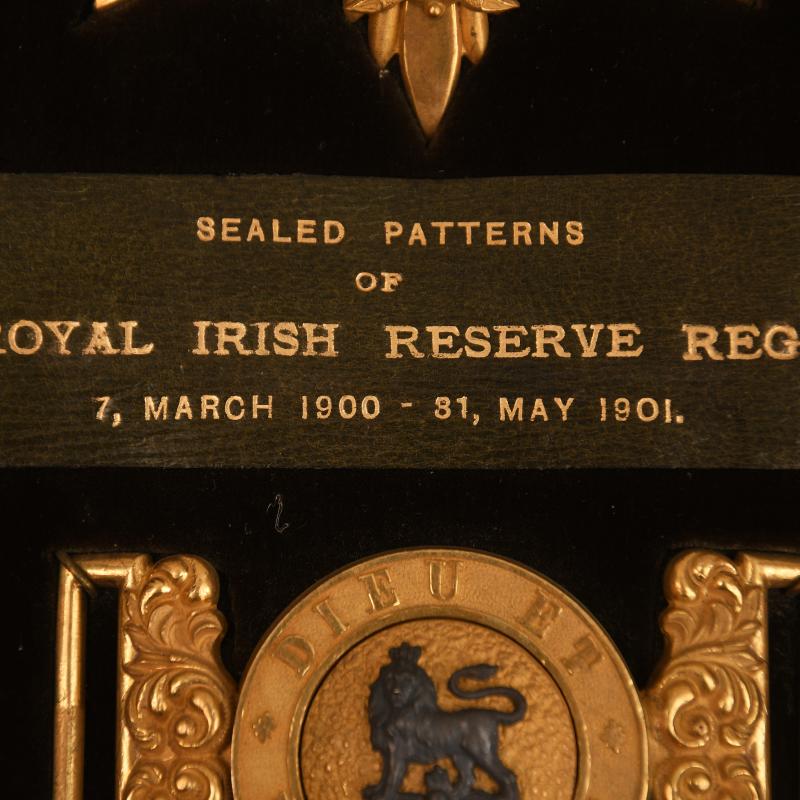 SEALED PATTERNS
OF
ROYAL IRISH RESERVE REG
7, MARCH 1900 - 31, MAY 1901.
DIEU ET